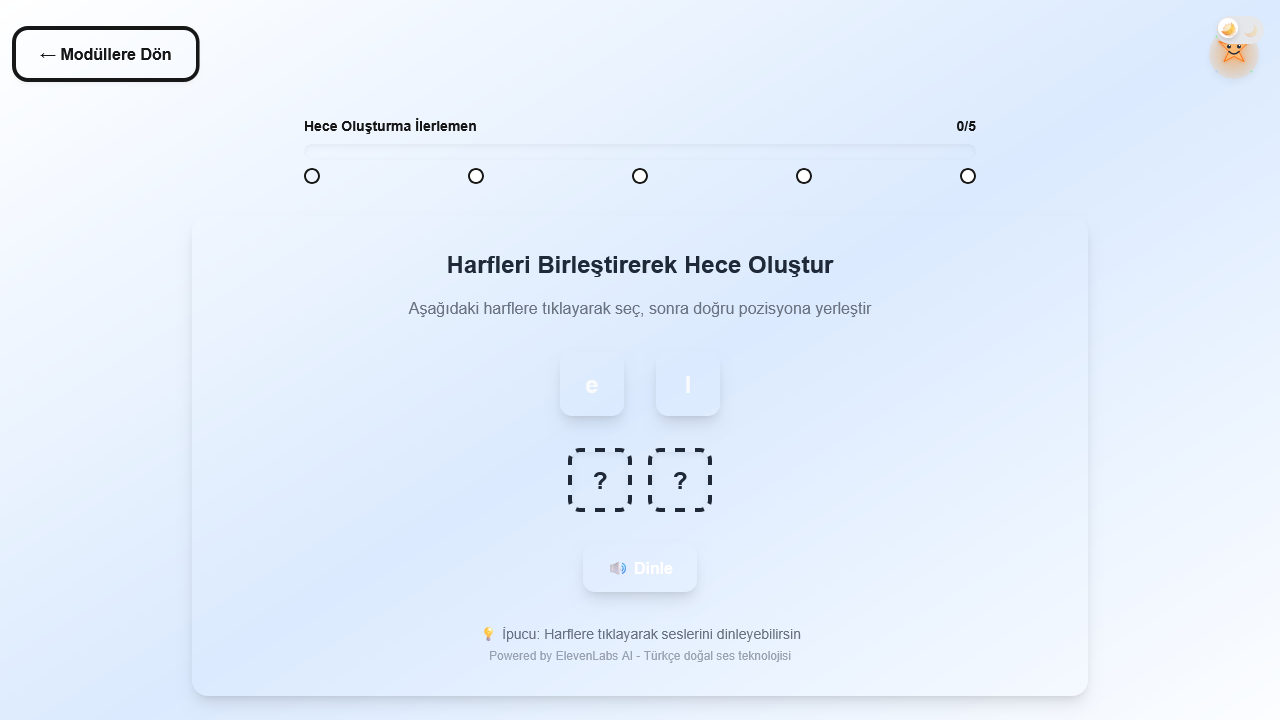 ← Modüllere Dön
Hece Oluşturma İlerlemen 0/5
Harfleri Birleştirerek Hece Oluştur
Aşağıdaki harflere tıklayarak seç, sonra doğru pozisyona yerleştir
e l
? ?
Dinle
İpucu: Harflere tıklayarak seslerini dinleyebilirsin
Powered by ElevenLabs AI - Türkçe doğal ses teknolojisi